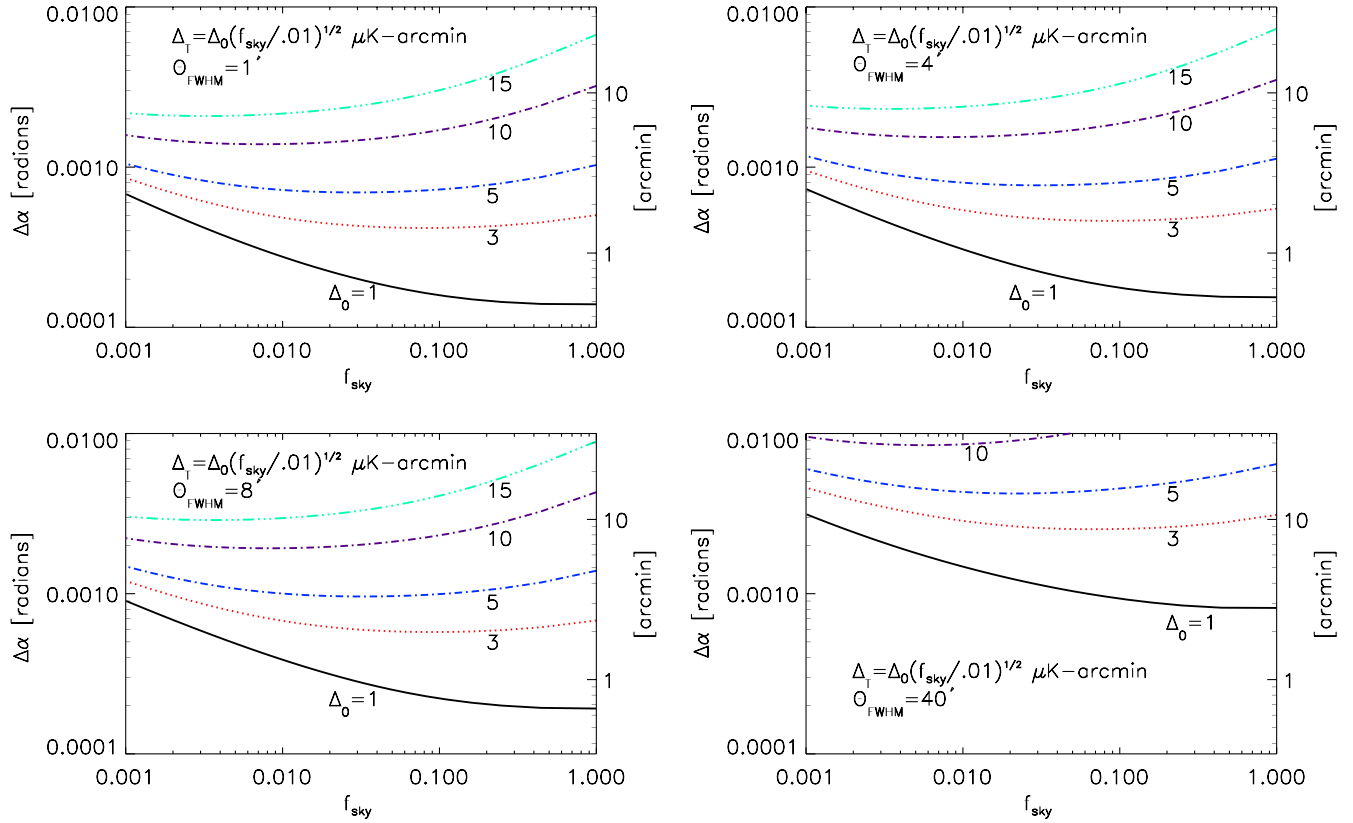 0.0100
Δ_T=Δ_0(f_sky/.01)^1/2 μK-arcmin
Θ_FWHM=1′
15
10
10
0.0010
5
3
1
Δ_0=1
0.0001
0.001 0.010 0.100 1.000
f_sky
Δα [radians]
[arcmin]
0.0100
Δ_T=Δ_0(f_sky/.01)^1/2 μK-arcmin
Θ_FWHM=4′
15
10
10
0.0010
5
3
1
Δ_0=1
0.0001
0.001 0.010 0.100 1.000
f_sky
Δα [radians]
[arcmin]
0.0100
Δ_T=Δ_0(f_sky/.01)^1/2 μK-arcmin
Θ_FWHM=8′
15
10
10
0.0010
5
3
1
Δ_0=1
0.0001
0.001 0.010 0.100 1.000
f_sky
Δα [radians]
[arcmin]
0.0100
10
5
10
3
0.0010
Δ_0=1
Δ_T=Δ_0(f_sky/.01)^1/2 μK-arcmin
1
Θ_FWHM=40′
0.0001
0.001 0.010 0.100 1.000
f_sky
Δα [radians]
[arcmin]